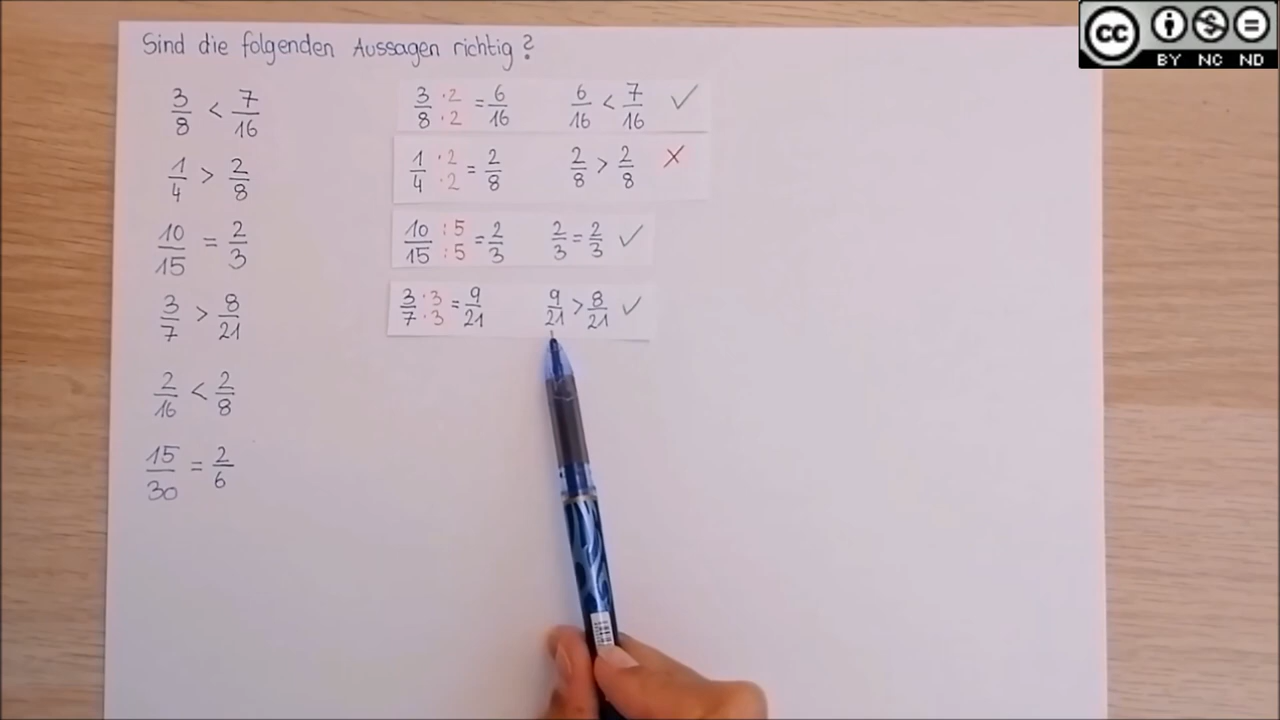 Sind die folgenden Aussagen richtig?
3/8 < 7/16
3/8 ·2 ·2 = 6/16 6/16 < 7/16 ✓
1/4 > 2/8
1/4 ·2 ·2 = 2/8 2/8 > 2/8 ✗
10/15 = 2/3
10/15 :5 :5 = 2/3 2/3 = 2/3 ✓
3/7 > 8/21
3/7 ·3 ·3 = 9/21 9/21 > 8/21 ✓
2/16 < 2/8
15/30 = 2/6
cc
BY NC ND